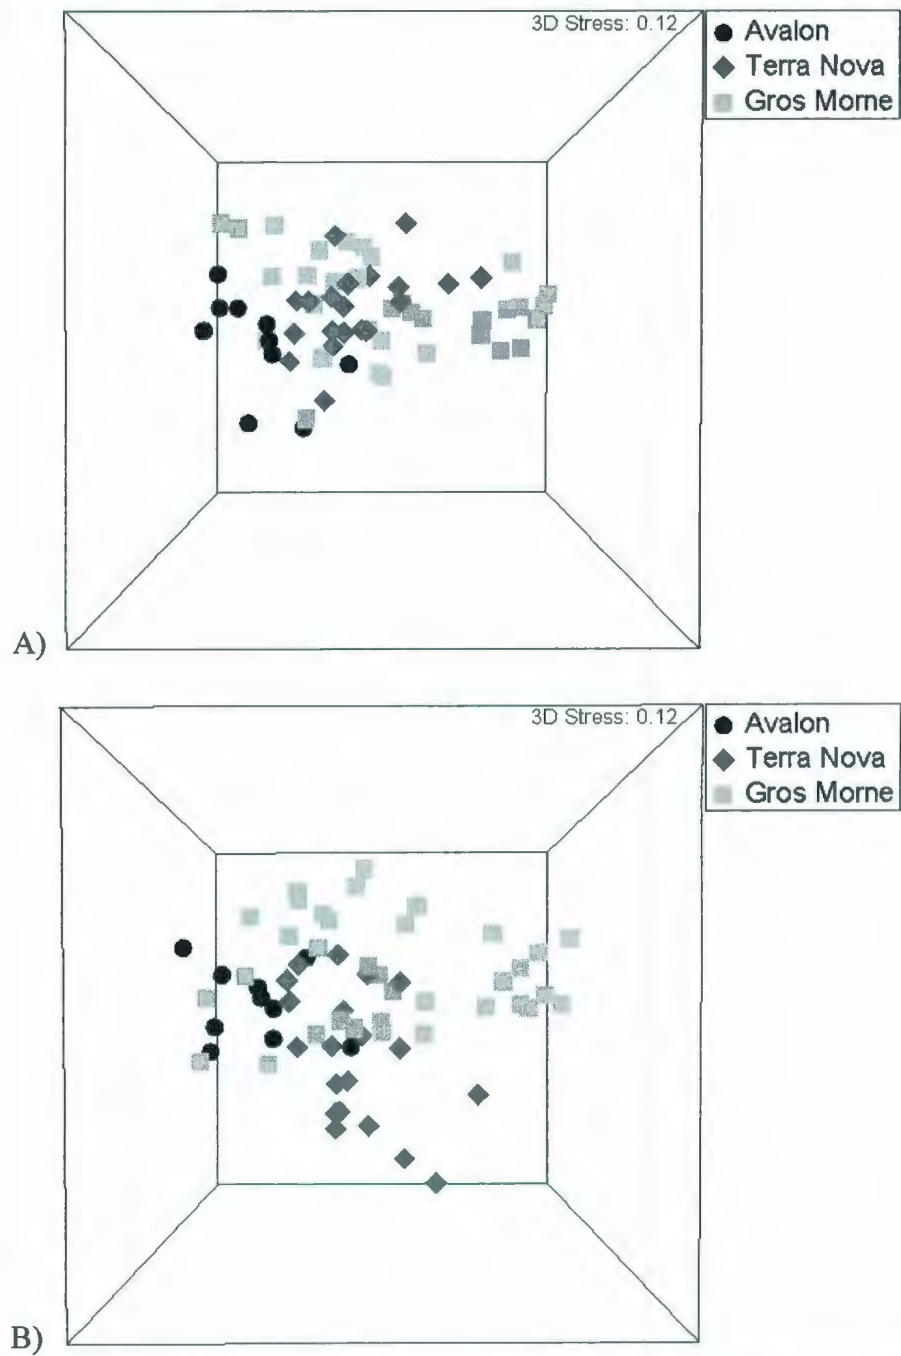 3D Stress: 0.12
Avalon
Terra Nova
Gros Morne
A)
3D Stress: 0.12
Avalon
Terra Nova
Gros Morne
B)